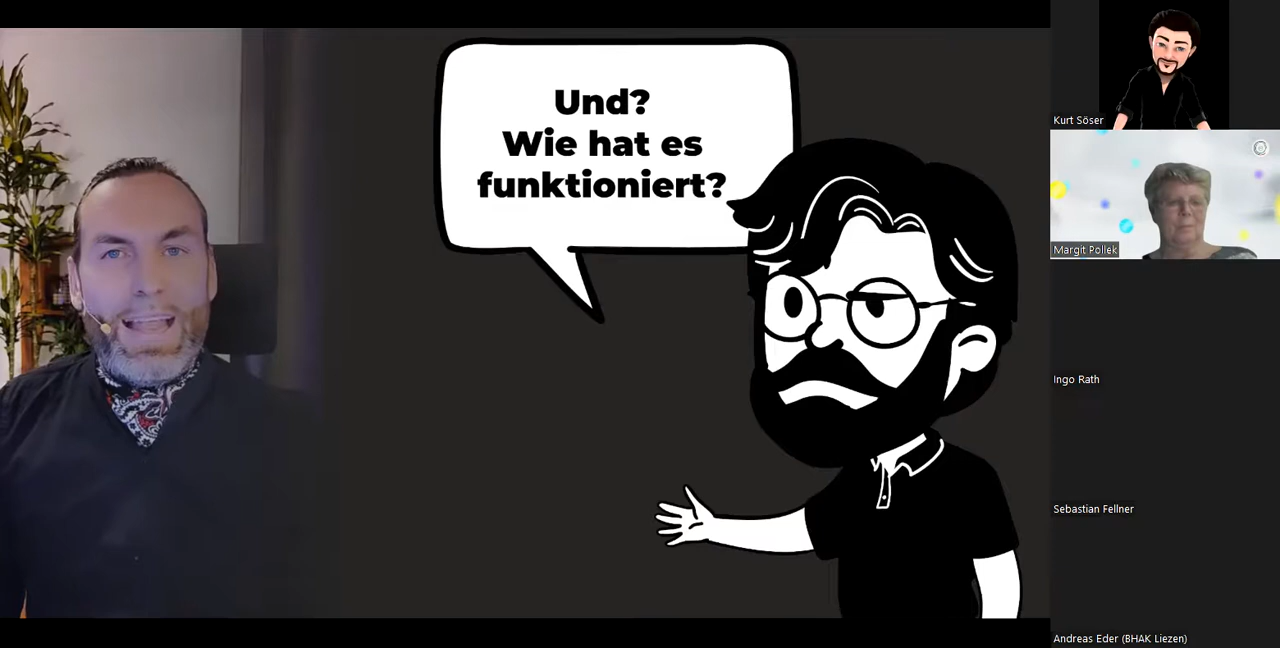 Und?
Wie hat es
funktioniert?
Kurt Söser
Margit Pollek
Ingo Rath
Sebastian Fellner
Andreas Eder (BHAK Liezen)